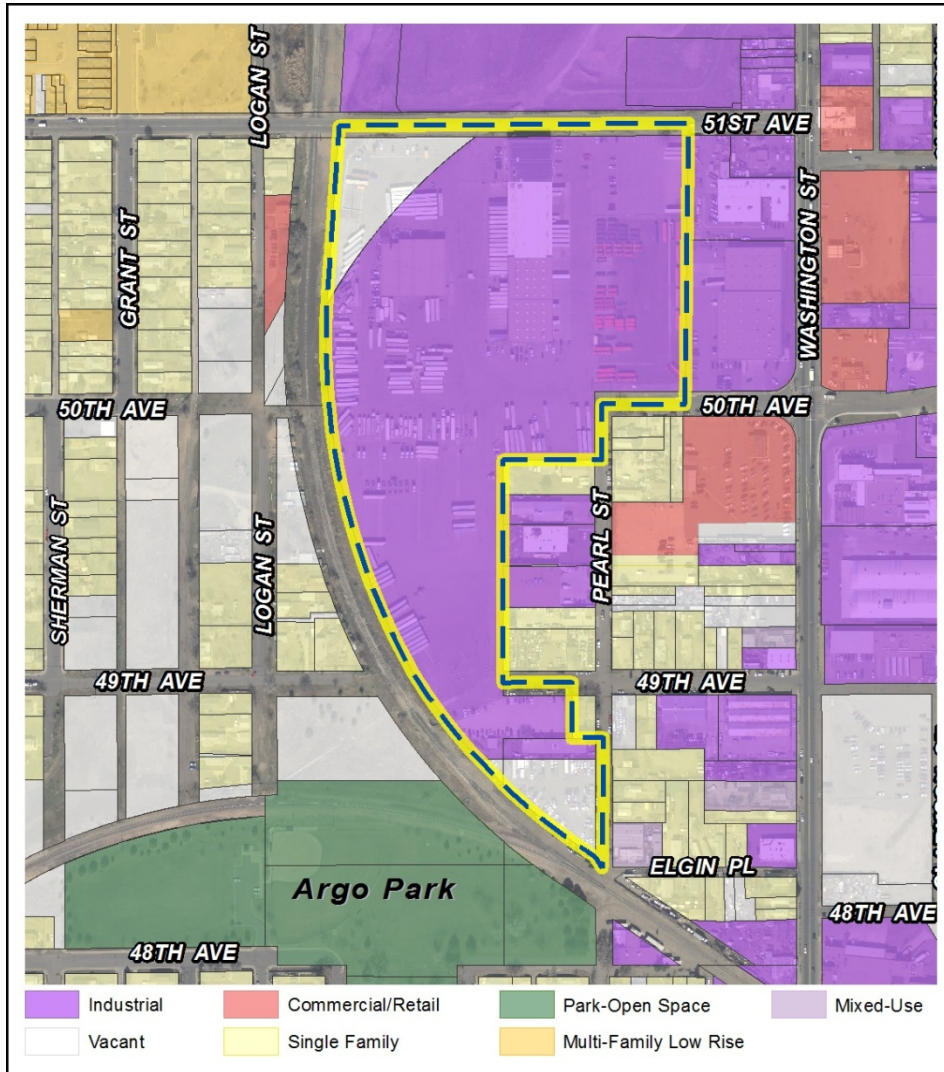 LOGAN ST
51ST AVE
GRANT ST
WASHINGTON ST
50TH AVE
50TH AVE
SHERMAN ST
LOGAN ST
PEARL ST
49TH AVE
49TH AVE
Argo Park
ELGIN PL
48TH AVE
48TH AVE
Industrial
Commercial/Retail
Park-Open Space
Mixed-Use
Vacant
Single Family
Multi-Family Low Rise